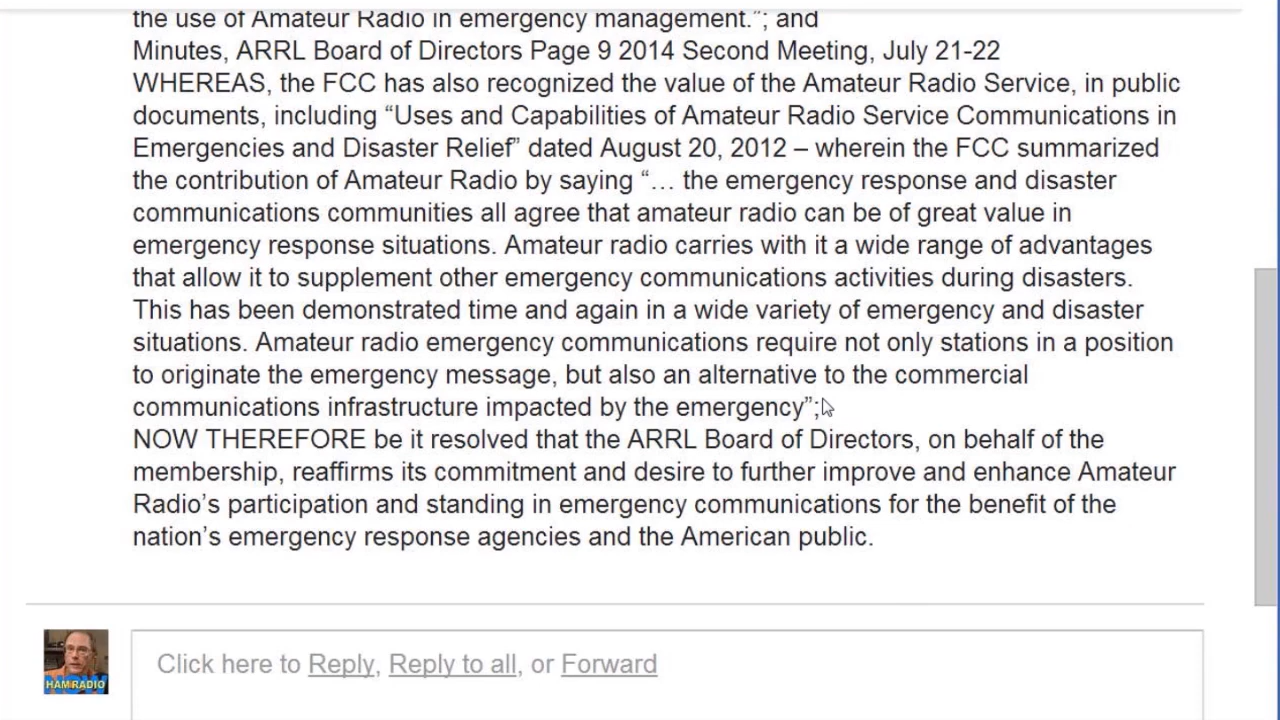 the use of Amateur Radio in emergency management.”; and
Minutes, ARRL Board of Directors Page 9 2014 Second Meeting, July 21-22
WHEREAS, the FCC has also recognized the value of the Amateur Radio Service, in public
documents, including “Uses and Capabilities of Amateur Radio Service Communications in
Emergencies and Disaster Relief” dated August 20, 2012 – wherein the FCC summarized
the contribution of Amateur Radio by saying “… the emergency response and disaster
communications communities all agree that amateur radio can be of great value in
emergency response situations. Amateur radio carries with it a wide range of advantages
that allow it to supplement other emergency communications activities during disasters.
This has been demonstrated time and again in a wide variety of emergency and disaster
situations. Amateur radio emergency communications require not only stations in a position
to originate the emergency message, but also an alternative to the commercial
communications infrastructure impacted by the emergency”;
NOW THEREFORE be it resolved that the ARRL Board of Directors, on behalf of the
membership, reaffirms its commitment and desire to further improve and enhance Amateur
Radio’s participation and standing in emergency communications for the benefit of the
nation’s emergency response agencies and the American public.
Click here to Reply, Reply to all, or Forward
HAM RADIO
NOW